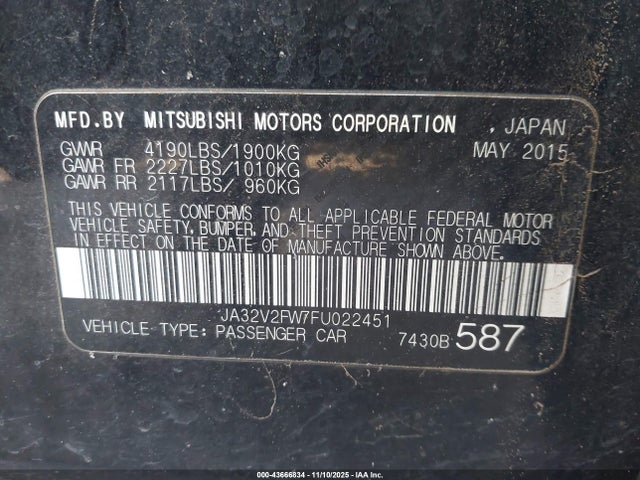 MFD.BY MITSUBISHI MOTORS CORPORATION , JAPAN
GVWR 4190LBS/1900KG MAY 2015
GAWR FR 2227LBS/1010KG
GAWR RR 2117LBS/ 960KG
THIS VEHICLE CONFORMS TO ALL APPLICABLE FEDERAL MOTOR
VEHICLE SAFETY, BUMPER, AND THEFT PREVENTION STANDARDS
IN EFFECT ON THE DATE OF MANUFACTURE SHOWN ABOVE.
JA32V2FW7FU022451
VEHICLE TYPE: PASSENGER CAR 7430B 587
000-43666834 - 11/10/2025 - IAA Inc.